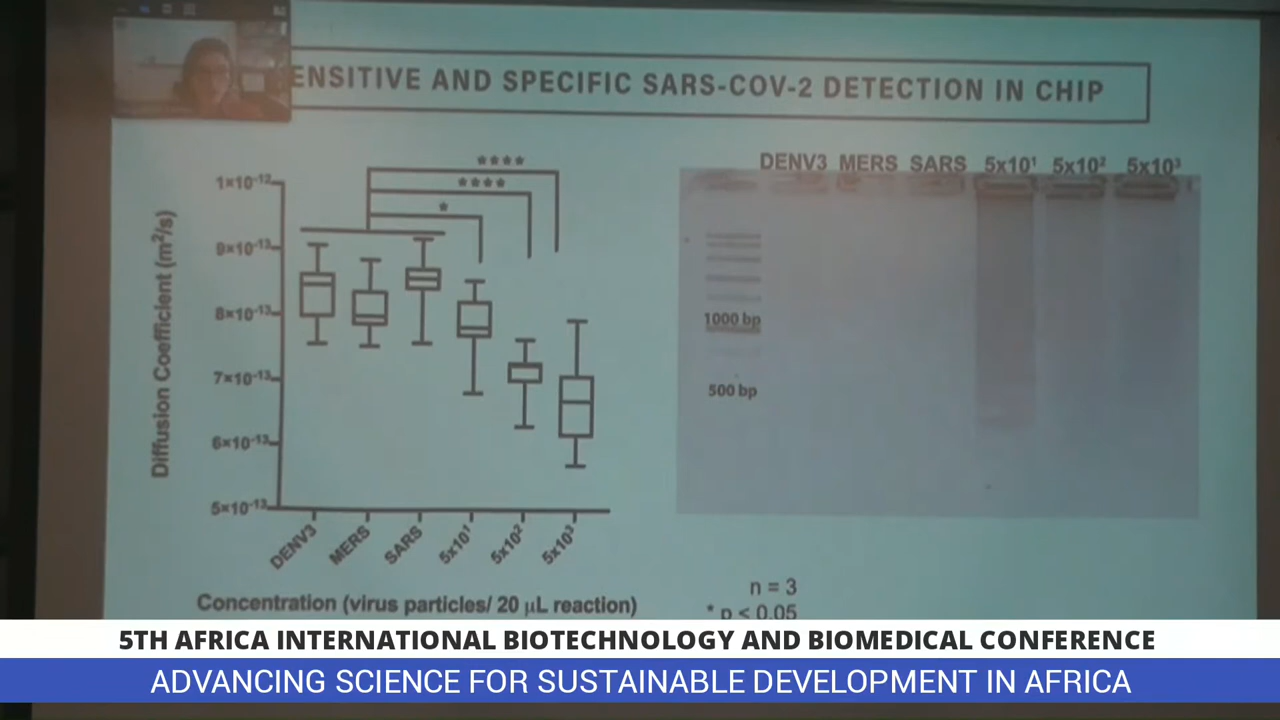 ENSITIVE AND SPECIFIC SARS-COV-2 DETECTION IN CHIP
****
****
*
1×10⁻¹²
9×10⁻¹³
8×10⁻¹³
7×10⁻¹³
6×10⁻¹³
5×10⁻¹³
Diffusion Coefficient (m²/s)
DENV3 MERS SARS 5x10¹ 5x10² 5x10³
Concentration (virus particles/ 20 µL reaction)
DENV3 MERS SARS 5x10¹ 5x10² 5x10³
1000 bp
500 bp
n = 3
* p < 0.05
5TH AFRICA INTERNATIONAL BIOTECHNOLOGY AND BIOMEDICAL CONFERENCE
ADVANCING SCIENCE FOR SUSTAINABLE DEVELOPMENT IN AFRICA